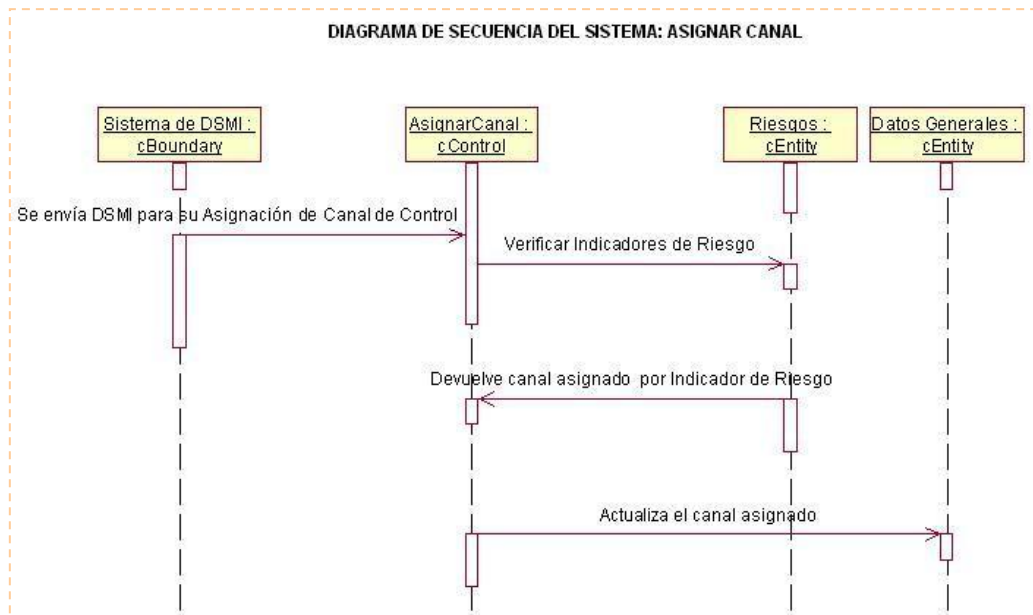 DIAGRAMA DE SECUENCIA DEL SISTEMA: ASIGNAR CANAL
Sistema de DSMI :
cBoundary
AsignarCanal :
cControl
Riesgos :
cEntity
Datos Generales :
cEntity
Se envía DSMI para su Asignación de Canal de Control
Verificar Indicadores de Riesgo
Devuelve canal asignado por Indicador de Riesgo
Actualiza el canal asignado